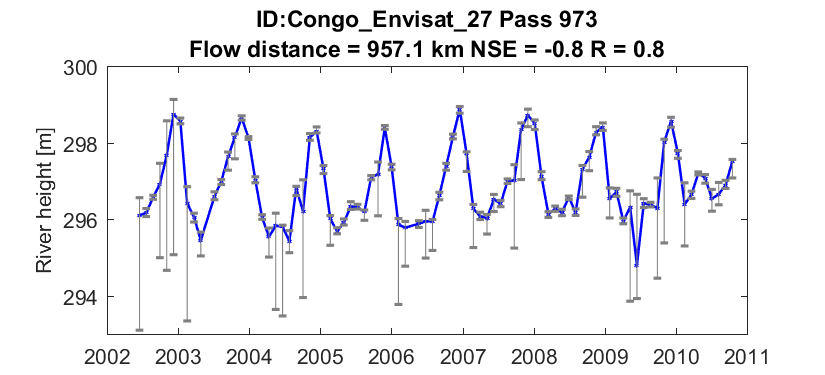 ID:Congo_Envisat_27 Pass 973
Flow distance = 957.1 km NSE = -0.8 R = 0.8
River height [m]
300
298
296
294
2002 2003 2004 2005 2006 2007 2008 2009 2010 2011